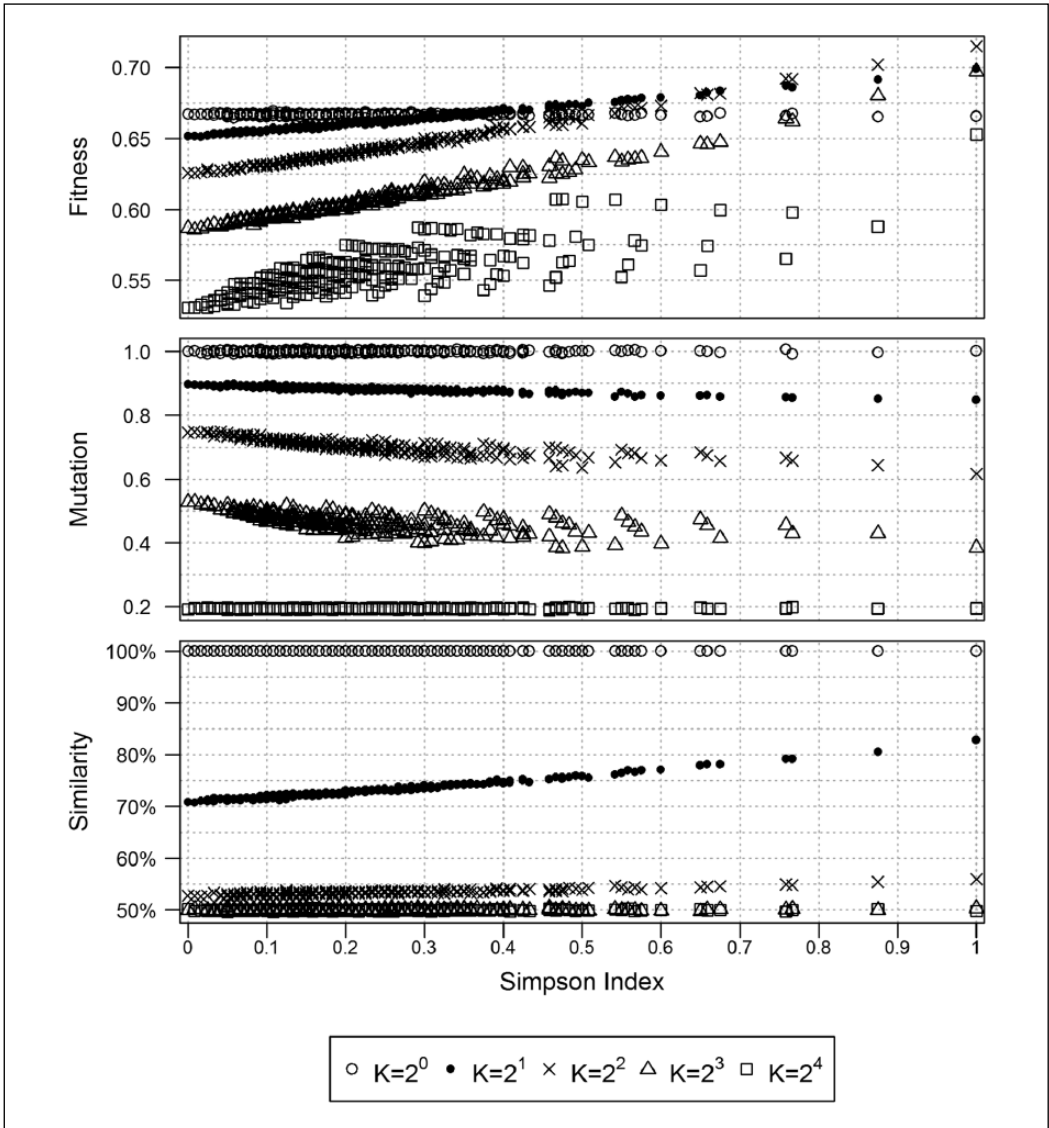 Fitness
0.70
0.65
0.60
0.55
Mutation
1.0
0.8
0.6
0.4
0.2
Similarity
100%
90%
80%
70%
60%
50%
0 0.1 0.2 0.3 0.4 0.5 0.6 0.7 0.8 0.9 1
Simpson Index
K=2⁰ K=2¹ K=2² K=2³ K=2⁴